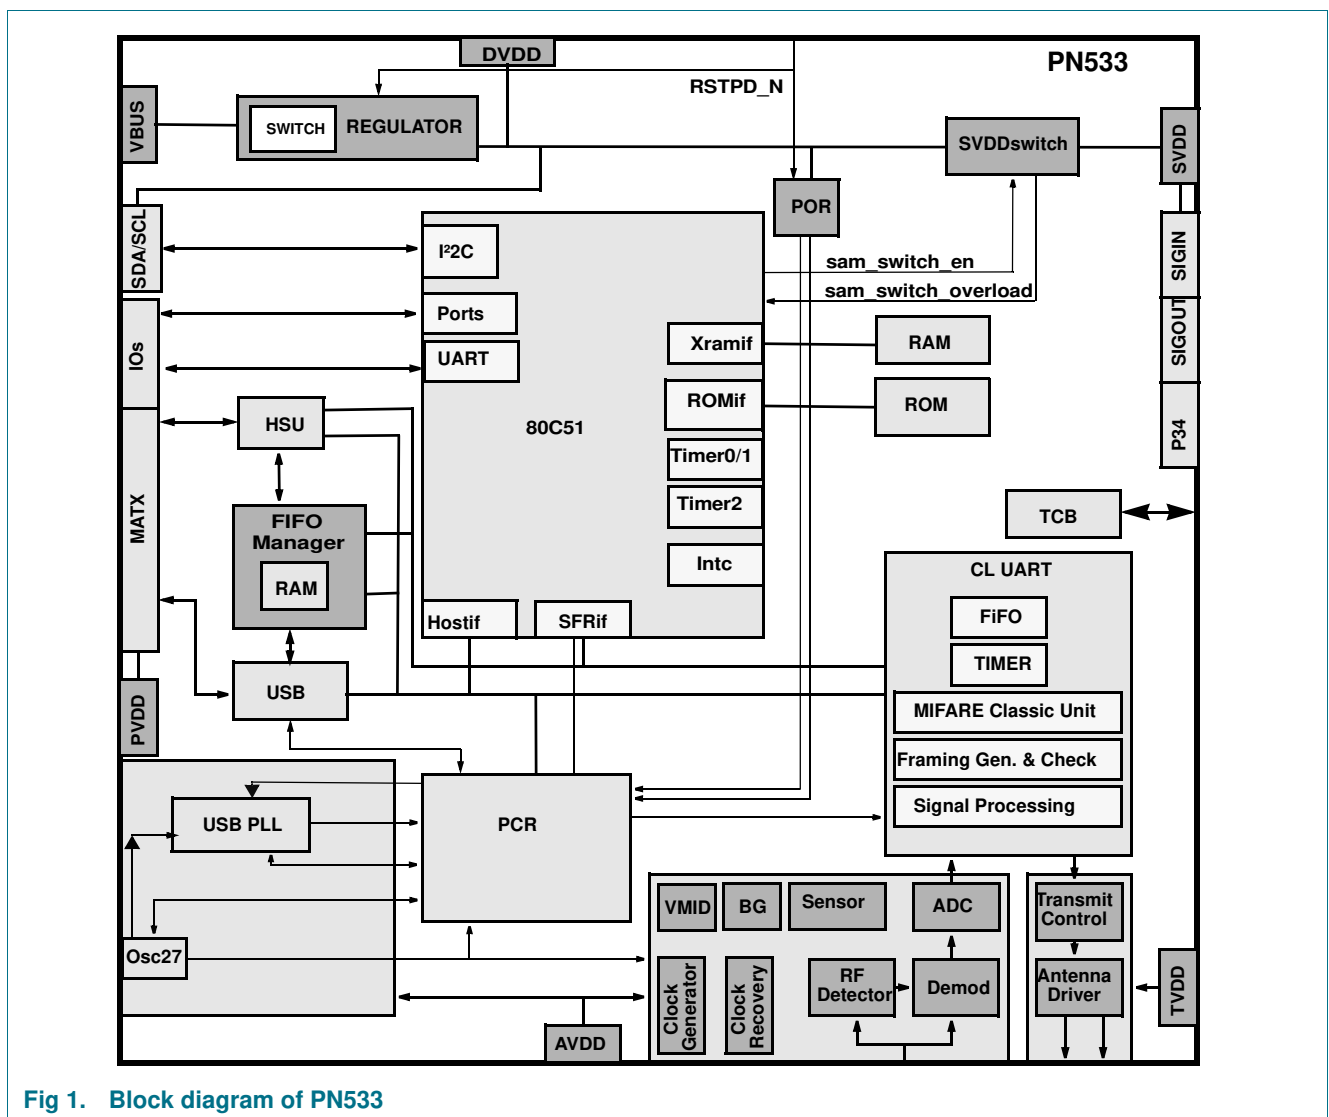 DVDD
PN533
RSTPD_N
VBUS
SWITCH
REGULATOR
SVDDswitch
SVDD
POR
SDA/SCL
I²2C
sam_switch_en
SIGIN
sam_switch_overload
Ports
IOs
UART
Xramif
RAM
SIGOUT
ROMif
ROM
HSU
80C51
P34
Timer0/1
MATX
Timer2
TCB
FIFO
Manager
RAM
Intc
CL UART
Hostif
SFRif
FiFO
TIMER
USB
MIFARE Classic Unit
PVDD
Framing Gen. & Check
USB PLL
PCR
Signal Processing
VMID
BG
Sensor
ADC
Transmit
Control
Osc27
Clock
Generator
Clock
Recovery
RF
Detector
Demod
Antenna
Driver
TVDD
AVDD
Fig 1. Block diagram of PN533